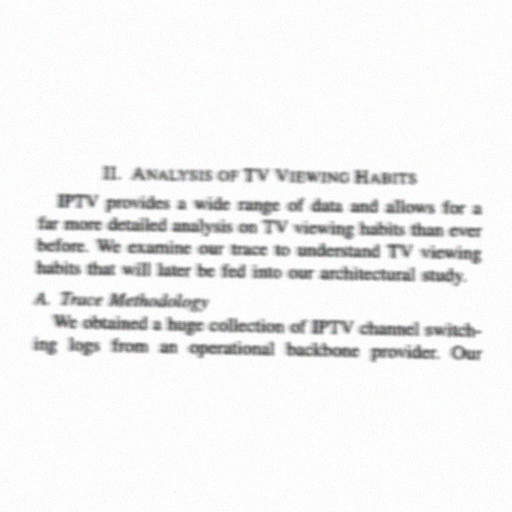 II. ANALYSIS OF TV VIEWING HABITS
IPTV provides a wide range of data and allows for a
far more detailed analysis on TV viewing habits than ever
before. We examine our trace to understand TV viewing
habits that will later be fed into our architectural study.
A. Trace Methodology
We obtained a huge collection of IPTV channel switch-
ing logs from an operational backbone provider. Our